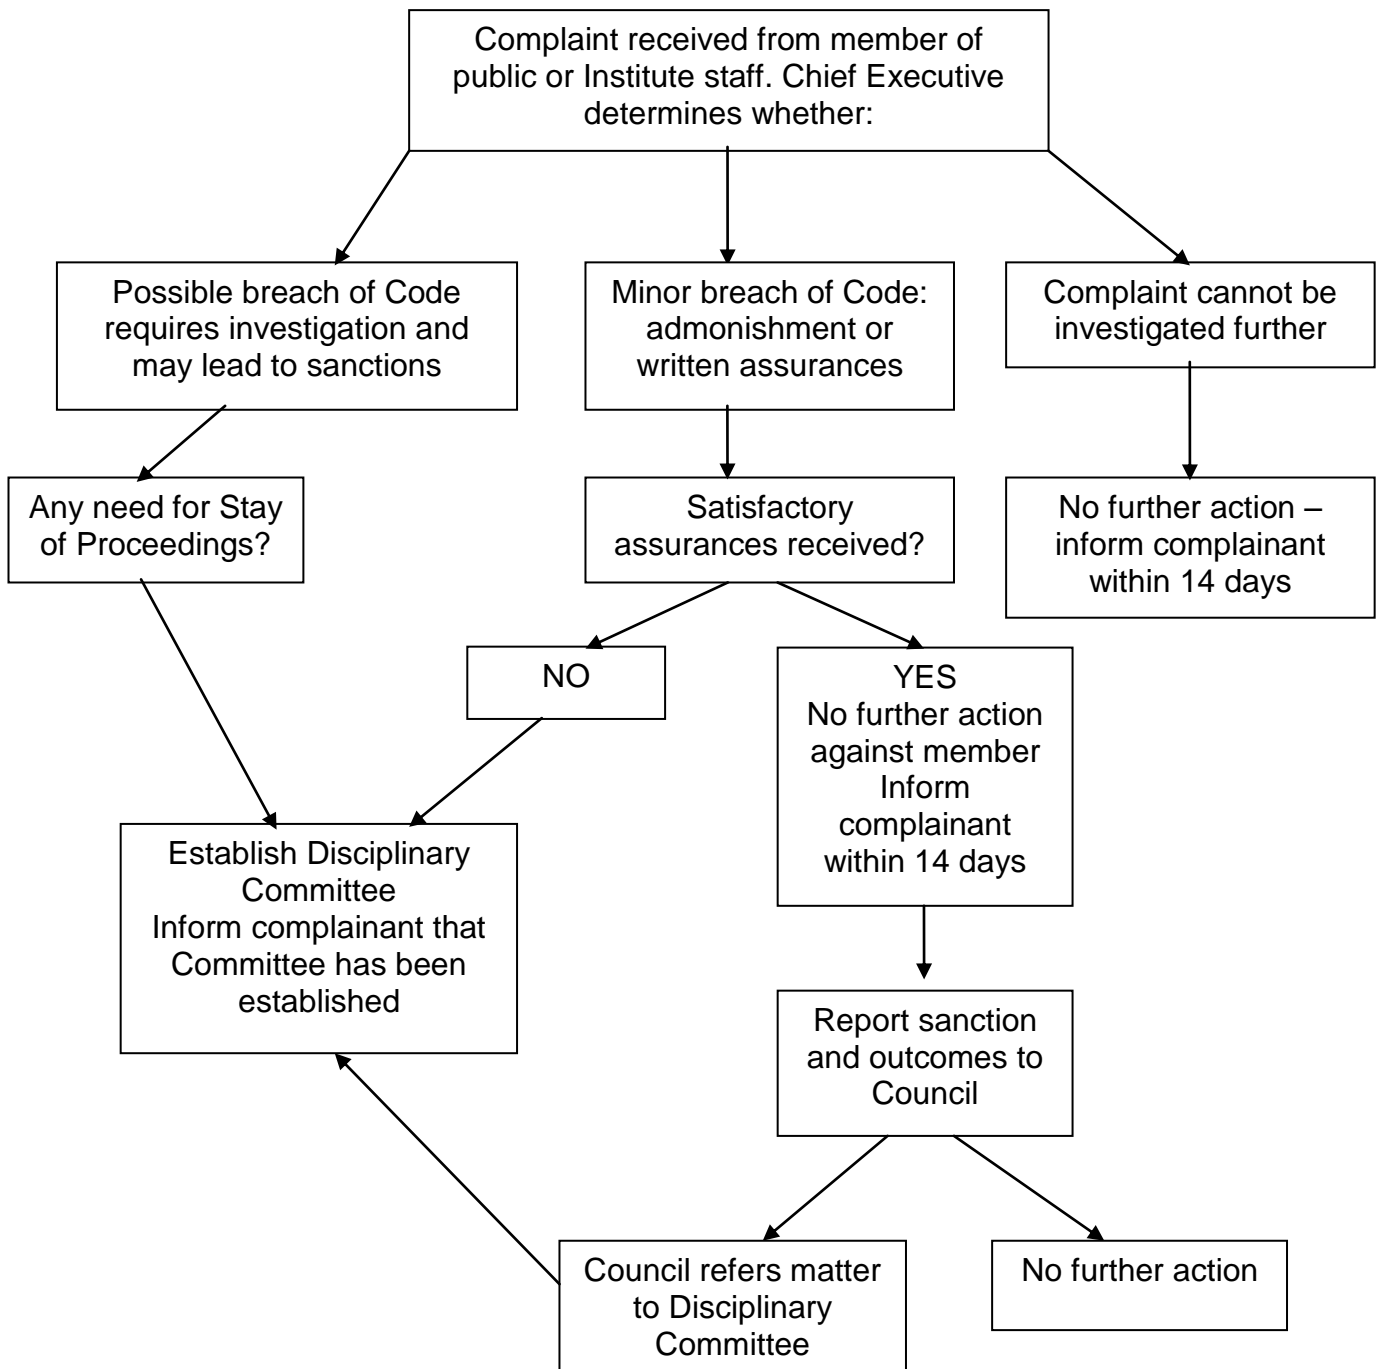 Complaint received from member of
public or Institute staff. Chief Executive
determines whether:
Possible breach of Code
requires investigation and
may lead to sanctions
Minor breach of Code:
admonishment or
written assurances
Complaint cannot be
investigated further
Any need for Stay
of Proceedings?
Satisfactory
assurances received?
No further action –
inform complainant
within 14 days
NO
YES
No further action
against member
Inform
complainant
within 14 days
Establish Disciplinary
Committee
Inform complainant that
Committee has been
established
Report sanction
and outcomes to
Council
Council refers matter
to Disciplinary
Committee
No further action